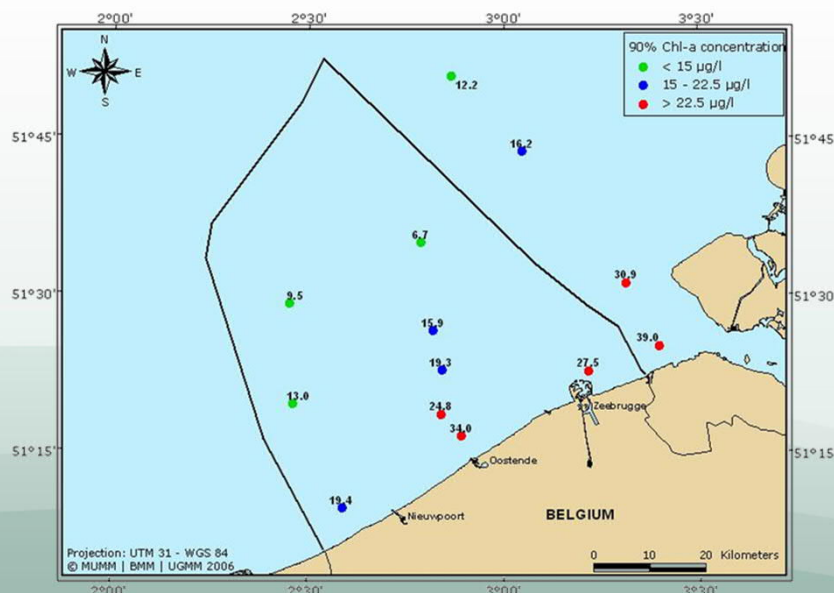 2°00' 2°30' 3°00' 3°30'
N
W E
S
90% Chl-a concentration
< 15 µg/l
15 - 22.5 µg/l
> 22.5 µg/l
12.2
51°45' 51°45'
16.2
6.7
30.9
51°30' 51°30'
9.5
15.9
39.0
19.3
27.5
13.0
24.8
Zeebrugge
34.0
51°15' 51°15'
Oostende
19.4
Nieuwpoort
BELGIUM
Projection: UTM 31 - WGS 84
© MUMM | BMM | UGMM 2006
0 10 20 Kilometers
2°00' 2°30' 3°00' 3°30'